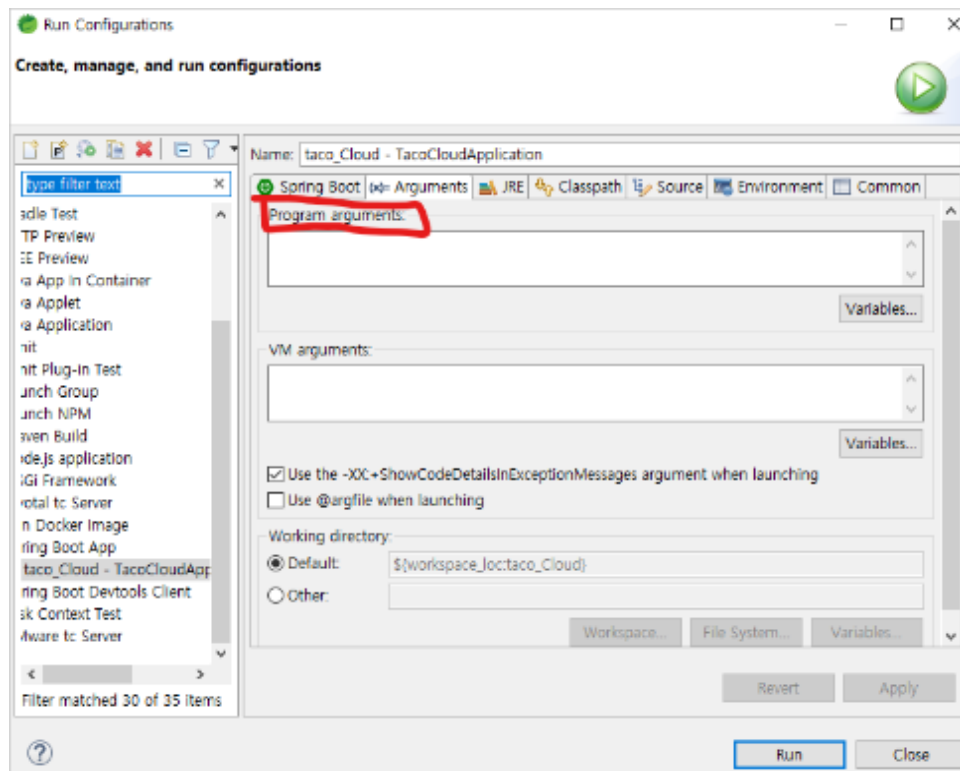 Run Configurations
Create, manage, and run configurations
type filter text
adle Test
TP Preview
EE Preview
va App In Container
va Applet
va Application
nit
nit Plug-in Test
unch Group
unch NPM
aven Build
ode.js application
SGi Framework
votal tc Server
n Docker Image
ring Boot App
taco_Cloud - TacoCloudApp
ring Boot Devtools Client
sk Context Test
Mware tc Server
Filter matched 30 of 35 items
Name: taco_Cloud - TacoCloudApplication
Spring Boot (x)= Arguments JRE Classpath Source Environment Common
Program arguments:
Variables...
VM arguments:
Variables...
Use the -XX:+ShowCodeDetailsInExceptionMessages argument when launching
Use @argfile when launching
Working directory:
Default: ${workspace_loc:taco_Cloud}
Other:
Workspace... File System... Variables...
Revert Apply
Run Close